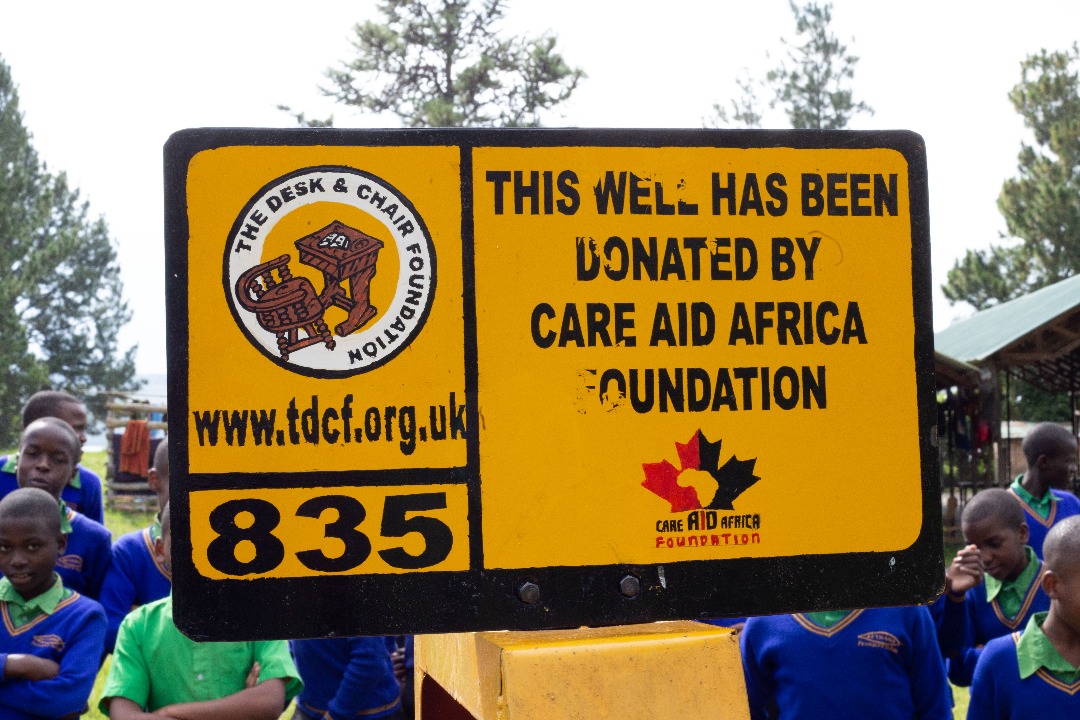 THE DESK & CHAIR FOUNDATION
www.tdcf.org.uk
835
THIS WELL HAS BEEN
DONATED BY
CARE AID AFRICA
FOUNDATION
CARE AID AFRICA
FOUNDATION